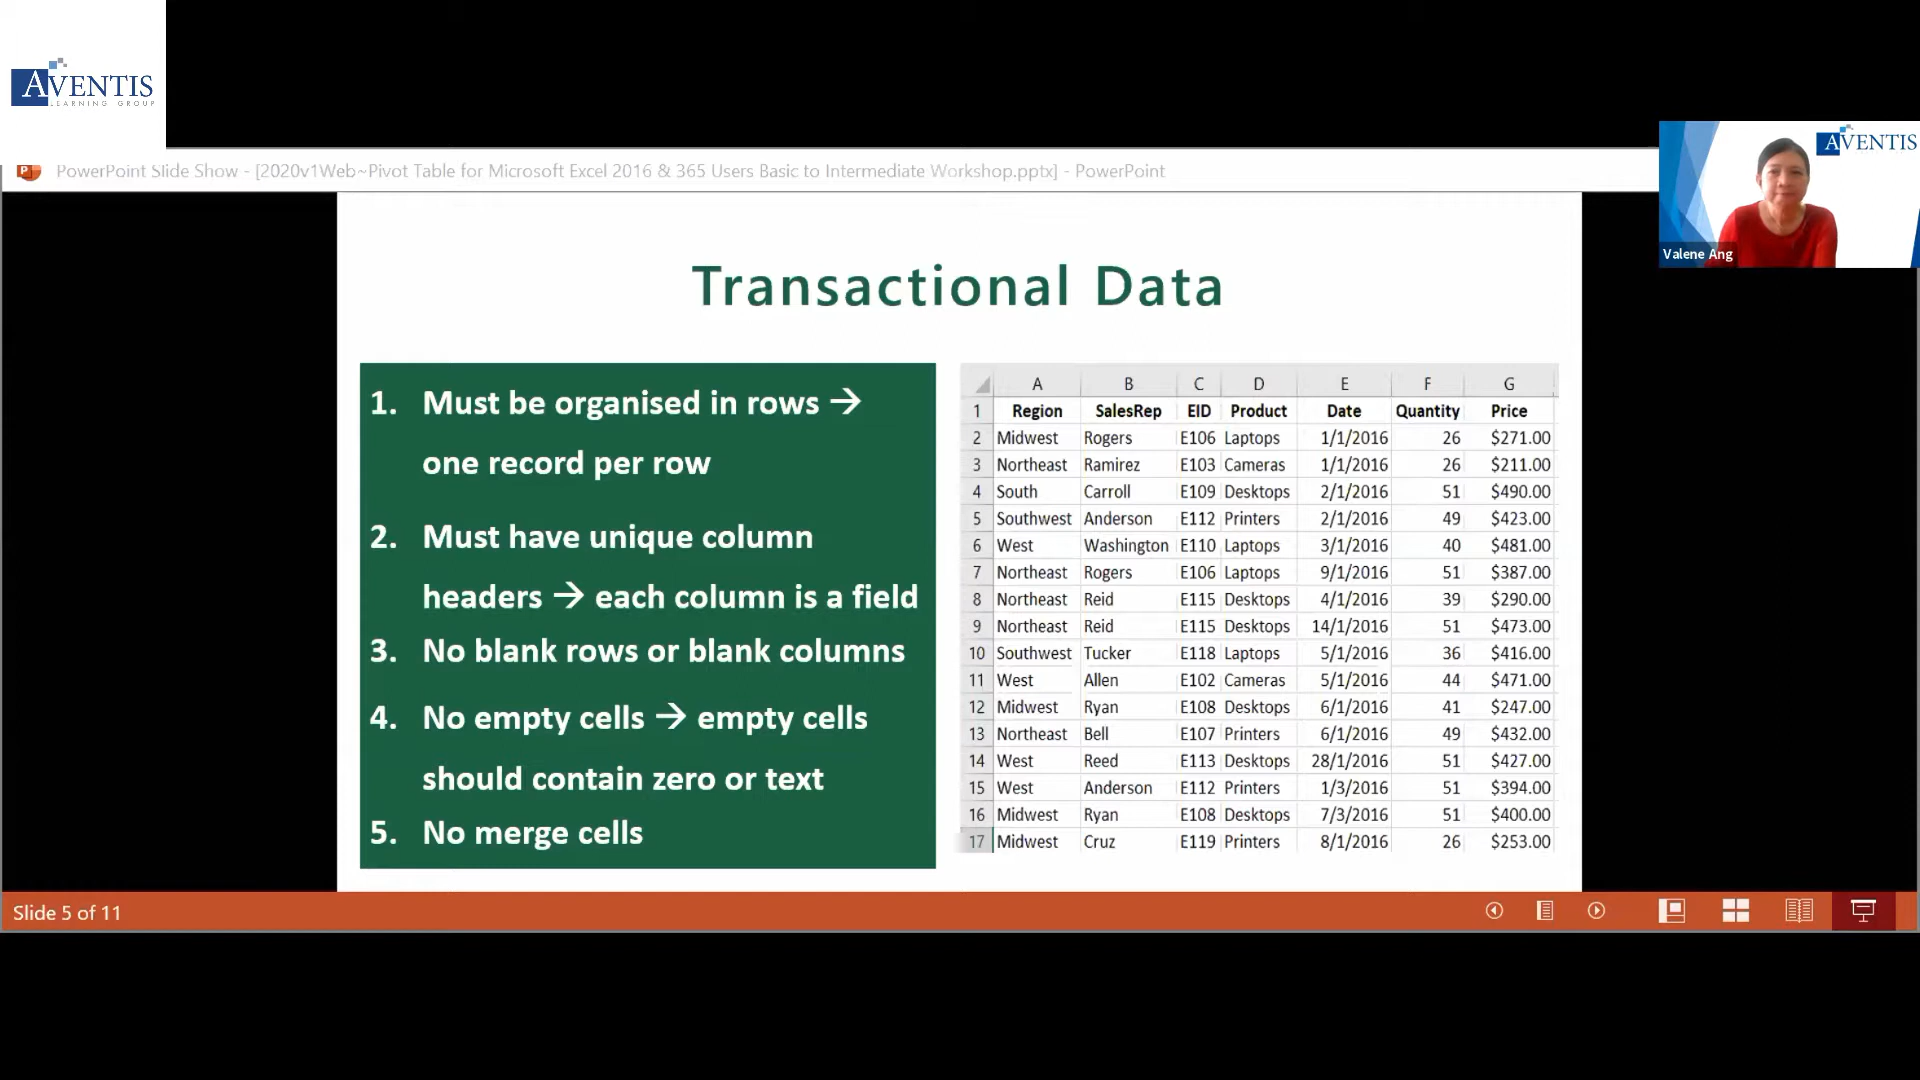 AVENTIS
LEARNING GROUP
PowerPoint Slide Show - [2020v1Web~Pivot Table for Microsoft Excel 2016 & 365 Users Basic to Intermediate Workshop.pptx] - PowerPoint
AVENTIS
Valene Ang
Transactional Data
1. Must be organised in rows →
one record per row
2. Must have unique column
headers → each column is a field
3. No blank rows or blank columns
4. No empty cells → empty cells
should contain zero or text
5. No merge cells
A B C D E F G
1 Region SalesRep EID Product Date Quantity Price
2 Midwest Rogers E106 Laptops 1/1/2016 26 $271.00
3 Northeast Ramirez E103 Cameras 1/1/2016 26 $211.00
4 South Carroll E109 Desktops 2/1/2016 51 $490.00
5 Southwest Anderson E112 Printers 2/1/2016 49 $423.00
6 West Washington E110 Laptops 3/1/2016 40 $481.00
7 Northeast Rogers E106 Laptops 9/1/2016 51 $387.00
8 Northeast Reid E115 Desktops 4/1/2016 39 $290.00
9 Northeast Reid E115 Desktops 14/1/2016 51 $473.00
10 Southwest Tucker E118 Laptops 5/1/2016 36 $416.00
11 West Allen E102 Cameras 5/1/2016 44 $471.00
12 Midwest Ryan E108 Desktops 6/1/2016 41 $247.00
13 Northeast Bell E107 Printers 6/1/2016 49 $432.00
14 West Reed E113 Desktops 28/1/2016 51 $427.00
15 West Anderson E112 Printers 1/3/2016 51 $394.00
16 Midwest Ryan E108 Desktops 7/3/2016 51 $400.00
17 Midwest Cruz E119 Printers 8/1/2016 26 $253.00
Slide 5 of 11